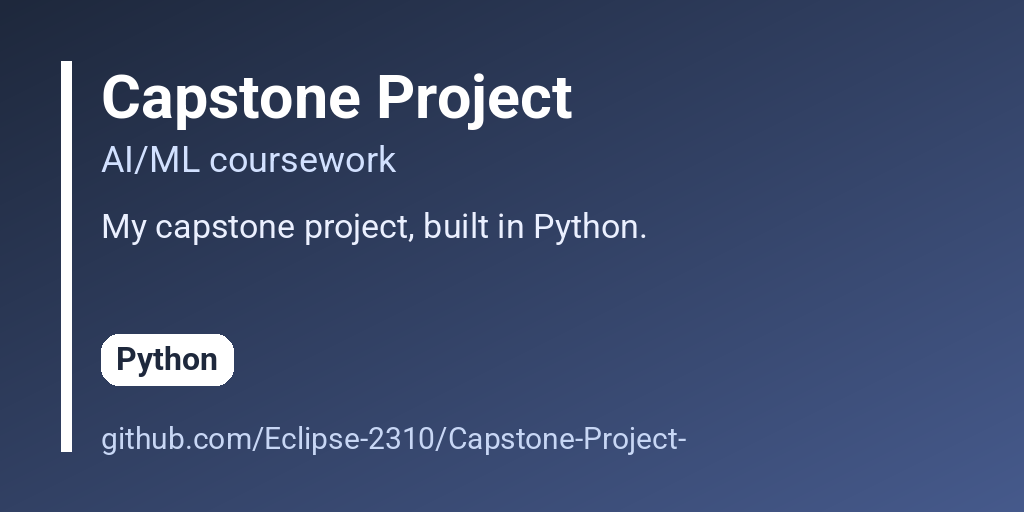 Capstone Project
AI/ML coursework
My capstone project, built in Python.
Python
github.com/Eclipse-2310/Capstone-Project-